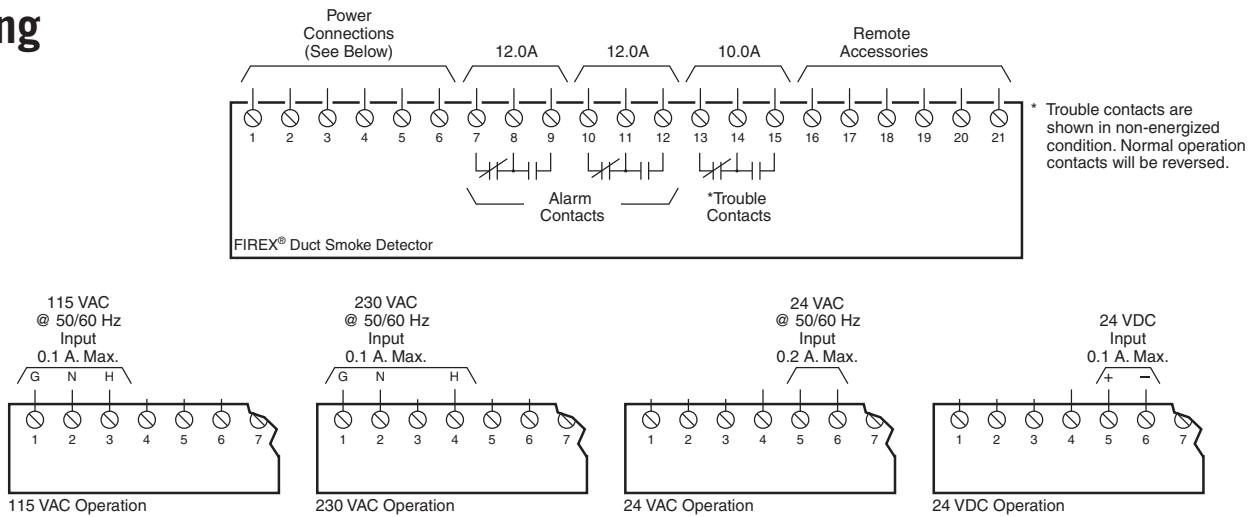 ng
Power
Connections
(See Below)
12.0A
12.0A
10.0A
Remote
Accessories
1 2 3 4 5 6 7 8 9 10 11 12 13 14 15 16 17 18 19 20 21
Alarm
Contacts
*Trouble
Contacts
FIREX® Duct Smoke Detector
* Trouble contacts are
shown in non-energized
condition. Normal operation
contacts will be reversed.
115 VAC
@ 50/60 Hz
Input
0.1 A. Max.
G N H
1 2 3 4 5 6 7
115 VAC Operation
230 VAC
@ 50/60 Hz
Input
0.1 A. Max.
G N H
1 2 3 4 5 6 7
230 VAC Operation
24 VAC
@ 50/60 Hz
Input
0.2 A. Max.
1 2 3 4 5 6 7
24 VAC Operation
24 VDC
Input
0.1 A. Max.
+ −
1 2 3 4 5 6 7
24 VDC Operation